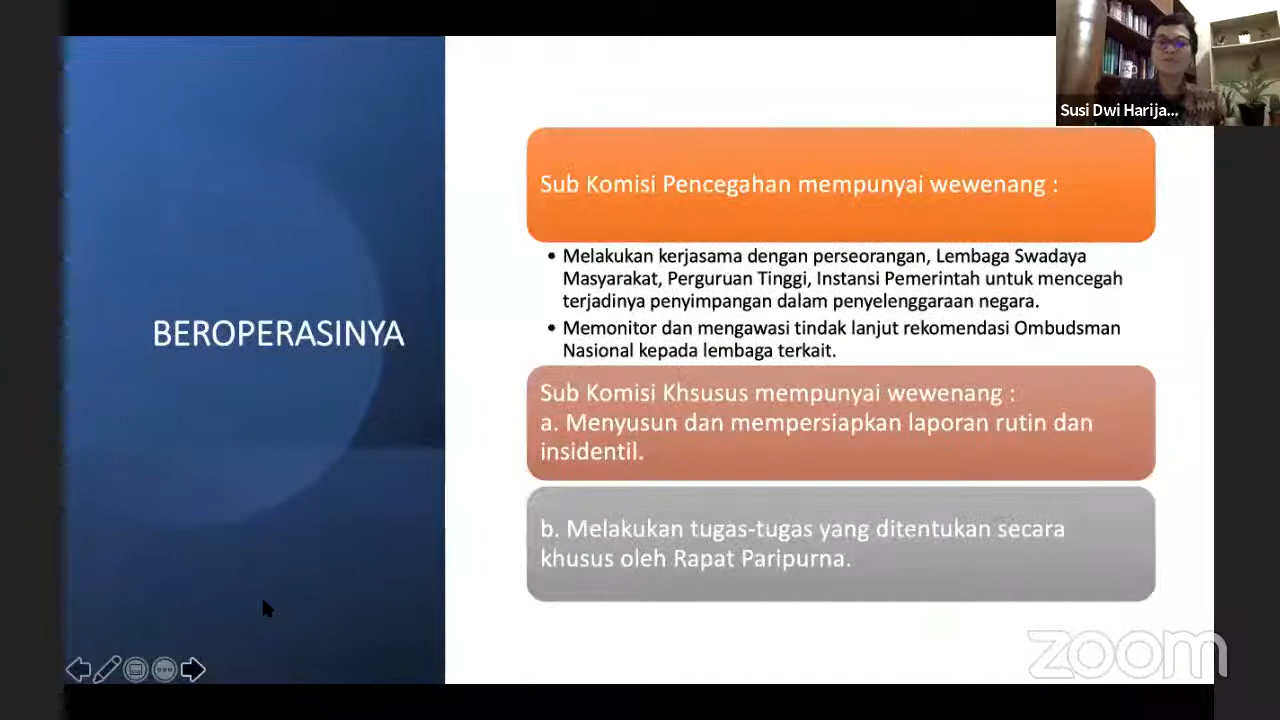 Susi Dwi Harija...
Sub Komisi Pencegahan mempunyai wewenang :
BEROPERASINYA
• Melakukan kerjasama dengan perseorangan, Lembaga Swadaya
Masyarakat, Perguruan Tinggi, Instansi Pemerintah untuk mencegah
terjadinya penyimpangan dalam penyelenggaraan negara.
• Memonitor dan mengawasi tindak lanjut rekomendasi Ombudsman
Nasional kepada lembaga terkait.
Sub Komisi Khsusus mempunyai wewenang :
a. Menyusun dan mempersiapkan laporan rutin dan
insidentil.
b. Melakukan tugas-tugas yang ditentukan secara
khusus oleh Rapat Paripurna.
zoom